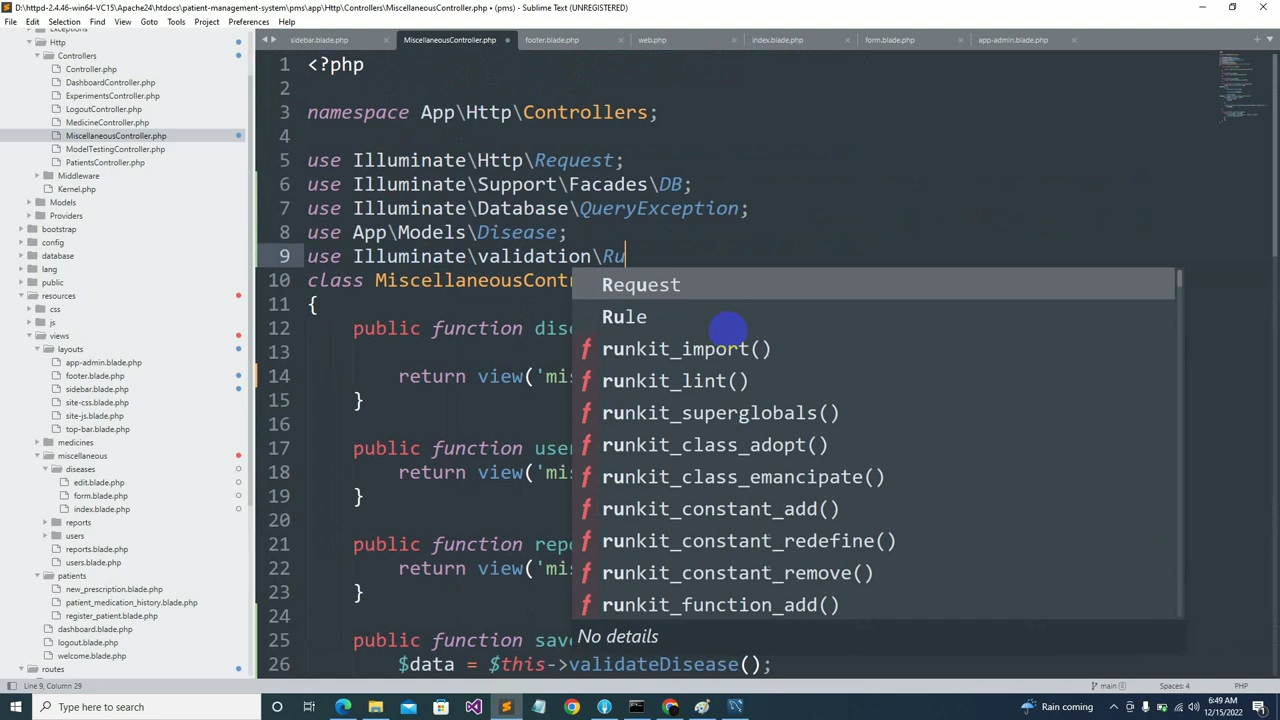 D:\httpd-2.4.46-win64-VC15\Apache24\htdocs\patient-management-system\pms\app\Http\Controllers\MiscellaneousController.php • (pms) - Sublime Text (UNREGISTERED)
File Edit Selection Find View Goto Tools Project Preferences Help
sidebar.blade.php MiscellaneousController.php footer.blade.php web.php index.blade.php form.blade.php app-admin.blade.php
Exceptions
Http
Controllers
Controller.php
DashboardController.php
ExperimentsController.php
LogoutController.php
MedicineController.php
MiscellaneousController.php
ModelTestingController.php
PatientsController.php
Middleware
Kernel.php
Models
Providers
bootstrap
config
database
lang
public
resources
css
js
views
layouts
app-admin.blade.php
footer.blade.php
sidebar.blade.php
site-css.blade.php
site-js.blade.php
top-bar.blade.php
medicines
miscellaneous
diseases
edit.blade.php
form.blade.php
index.blade.php
reports
users
reports.blade.php
users.blade.php
patients
new_prescription.blade.php
patient_medication_history.blade.php
register_patient.blade.php
dashboard.blade.php
logout.blade.php
welcome.blade.php
routes
1 <?php
2
3 namespace App\Http\Controllers;
4
5 use Illuminate\Http\Request;
6 use Illuminate\Support\Facades\DB;
7 use Illuminate\Database\QueryException;
8 use App\Models\Disease;
9 use Illuminate\validation\Ru
10 class MiscellaneousContr
11 {
12 public function dis
13
14 return view('mis
15 }
16
17 public function user
18 return view('mis
19 }
20
21 public function repo
22 return view('mis
23 }
24
25 public function save
26 $data = $this->validateDisease();
Request
Rule
f runkit_import()
f runkit_lint()
f runkit_superglobals()
f runkit_class_adopt()
f runkit_class_emancipate()
f runkit_constant_add()
f runkit_constant_redefine()
f runkit_constant_remove()
f runkit_function_add()
No details
Line 9, Column 29 main Spaces: 4 PHP
Type here to search
Rain coming
6:49 AM
12/15/2022